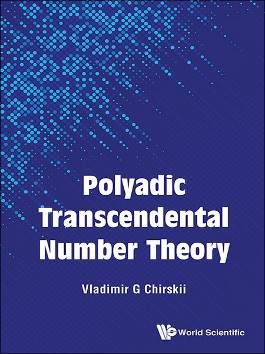 Polyadic
Transcendental
Number Theory
Vladimir G Chirskii
World Scientific